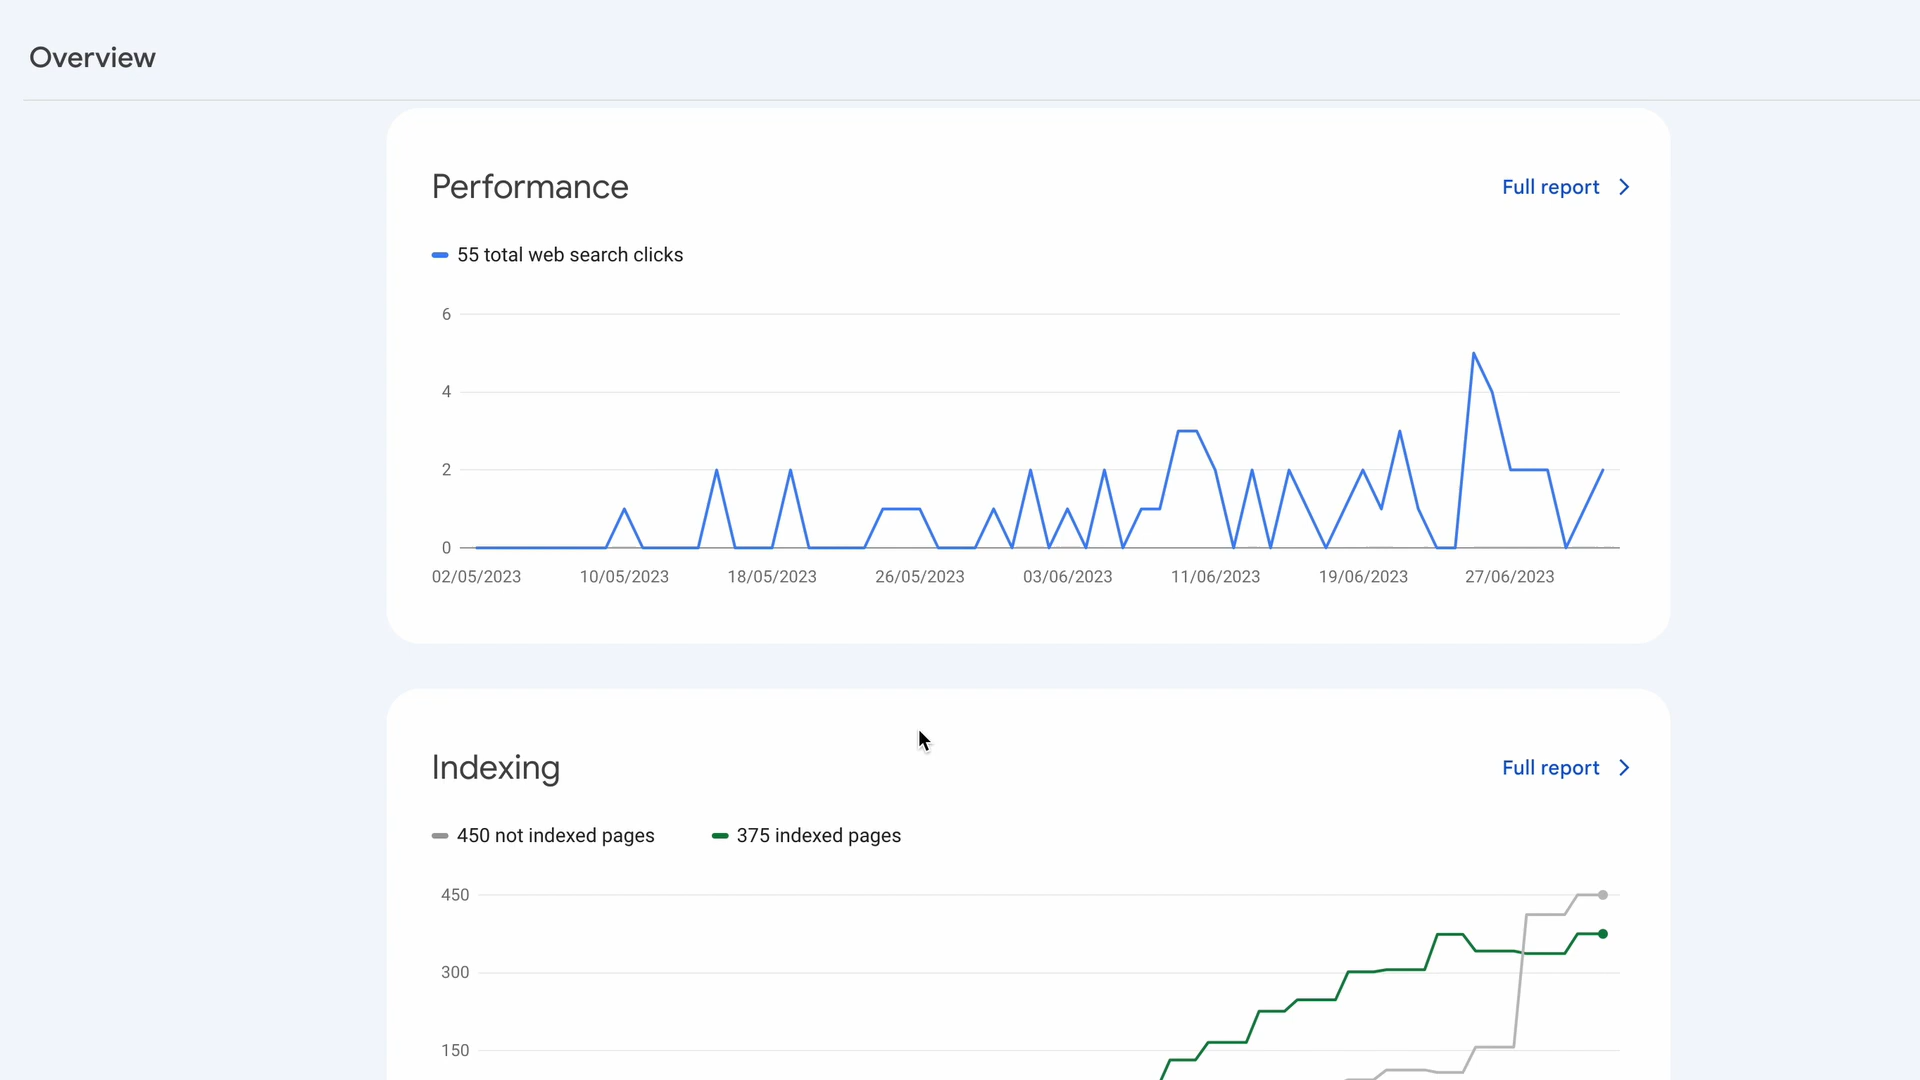 Overview
Performance
Full report
55 total web search clicks
6
4
2
0
02/05/2023 10/05/2023 18/05/2023 26/05/2023 03/06/2023 11/06/2023 19/06/2023 27/06/2023
Indexing
Full report
450 not indexed pages 375 indexed pages
450
300
150